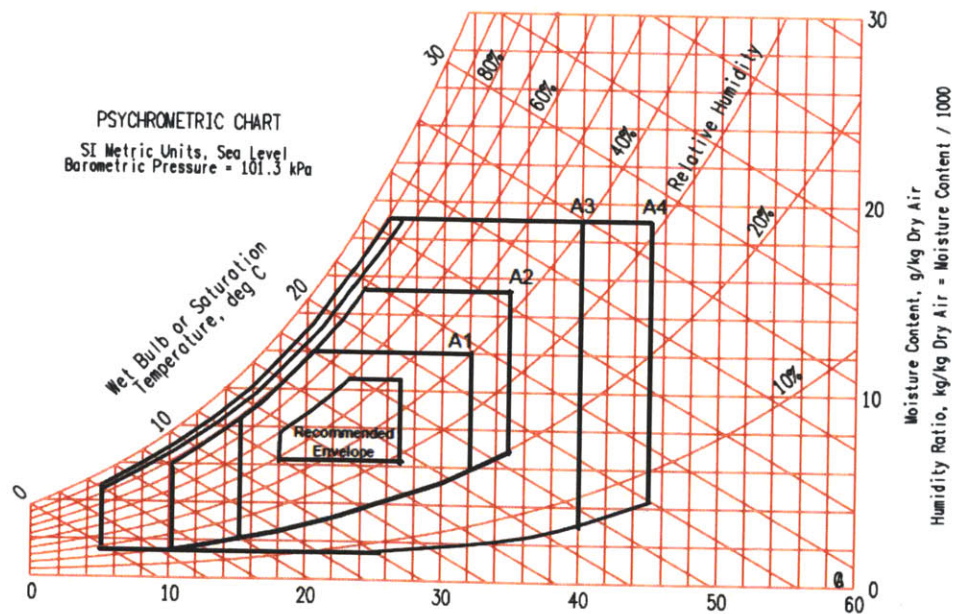 PSYCHROMETRIC CHART
SI Metric Units, Sea Level
Barometric Pressure = 101.3 kPa
Wet Bulb or Saturation
Temperature, deg C
0
10
20
30
80%
60%
40%
20%
10%
Relative Humidity
A1
A2
A3
A4
Recommended
Envelope
0
10
20
30
40
50
60
0
10
20
30
Moisture Content, g/kg Dry Air
Humidity Ratio, kg/kg Dry Air = Moisture Content / 1000